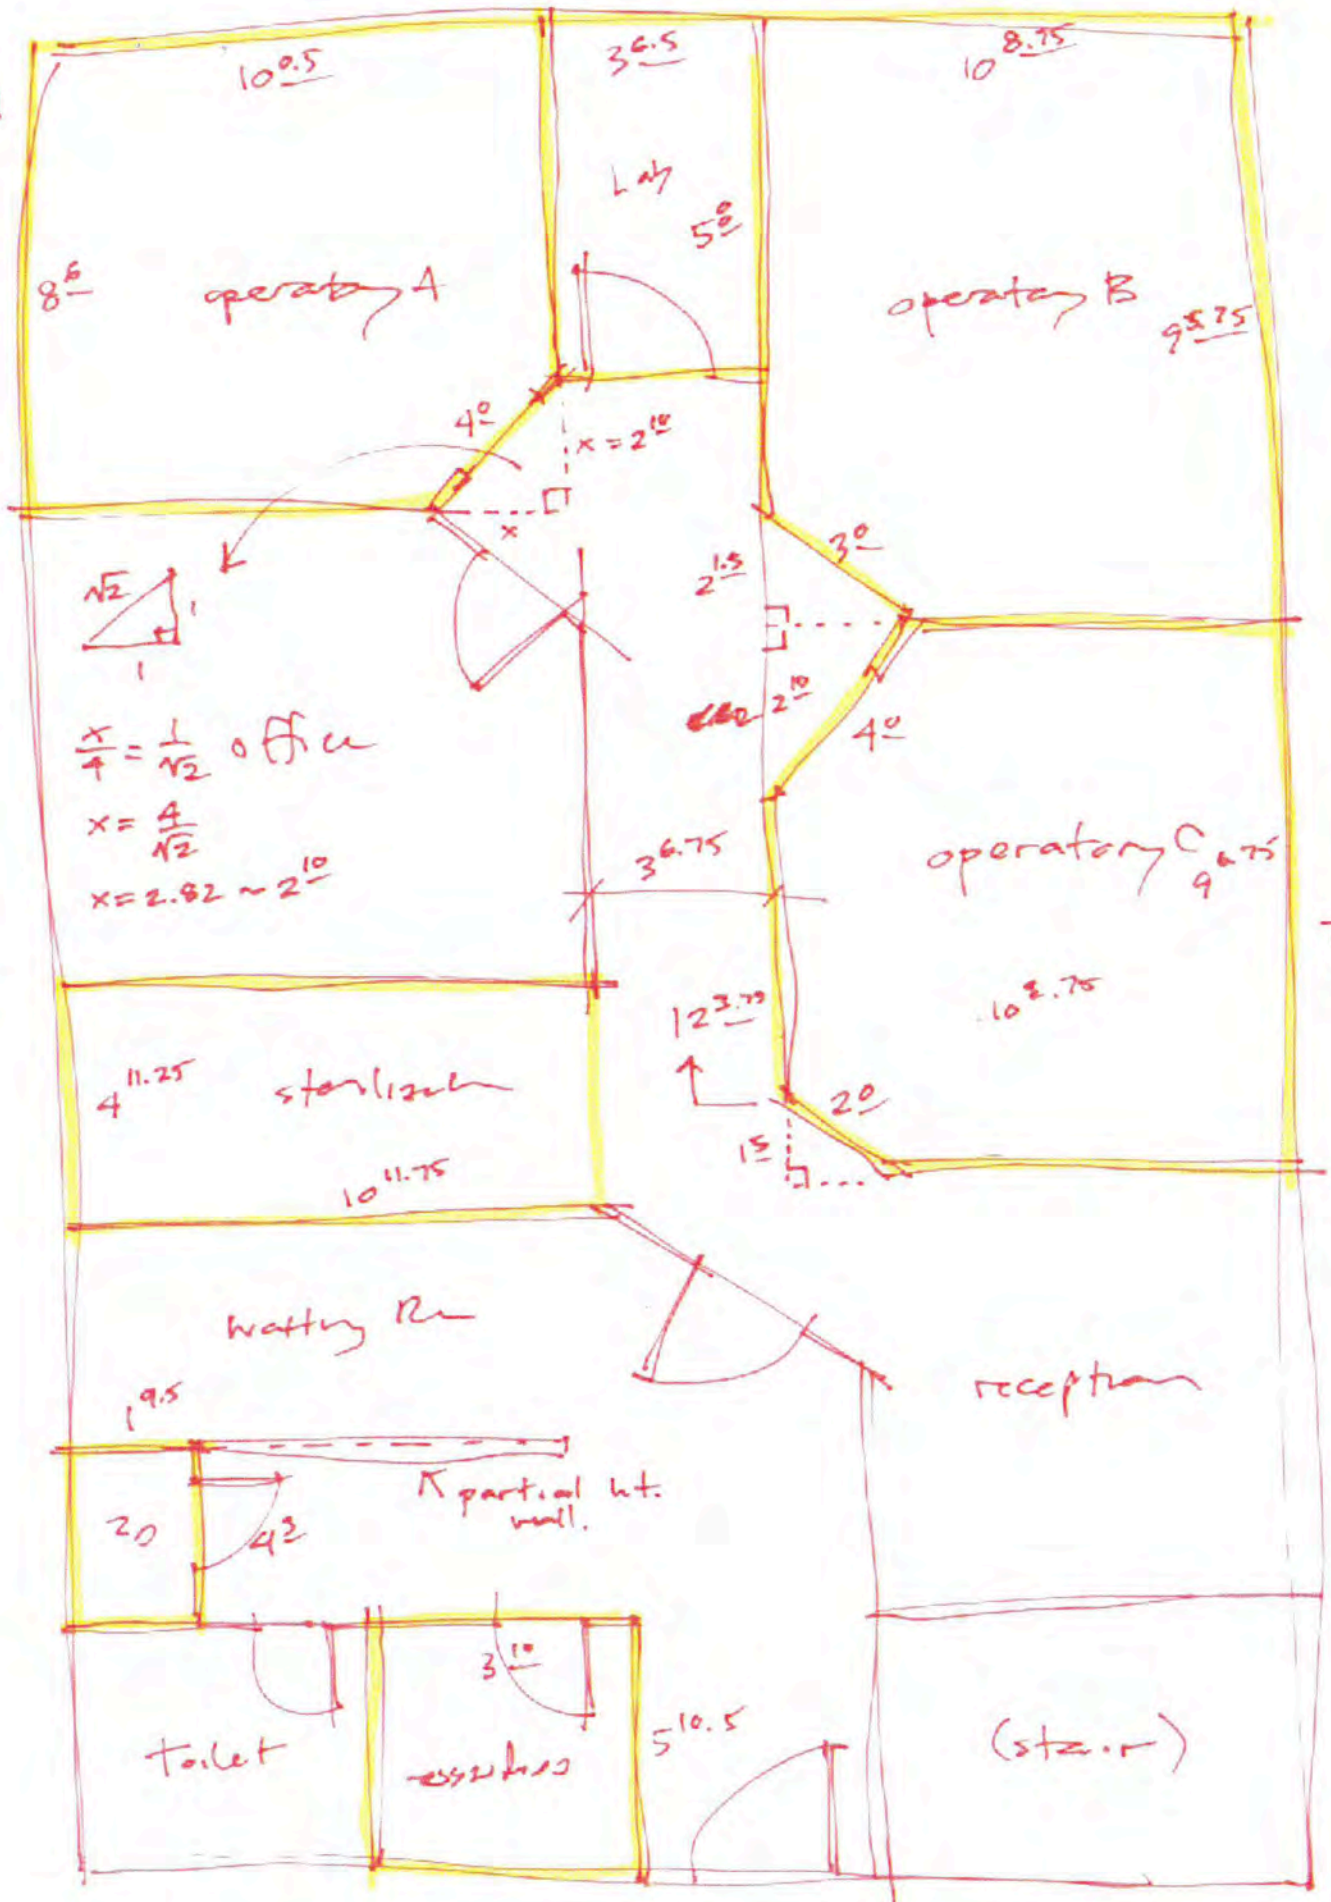 10 0.5
3 6.5
10 8.75
Lab
5 0
8 6
operatory A
operatory B
9 5.75
4 0
x = 2 10
x
3 0
2 1.5
√2
1
1
2 10
4 0
x/4 = 1/√2
office
x = 4/√2
x = 2.82 ~ 2 10
3 6.75
operatory C
9 6.75
10 8.75
12 3.75
4 11.25
10 11.75
2 0
1 5
waiting Rm
reception
1 9.5
partial ht.
wall.
4 3
3 10
5 10.5
toilet
(stair)